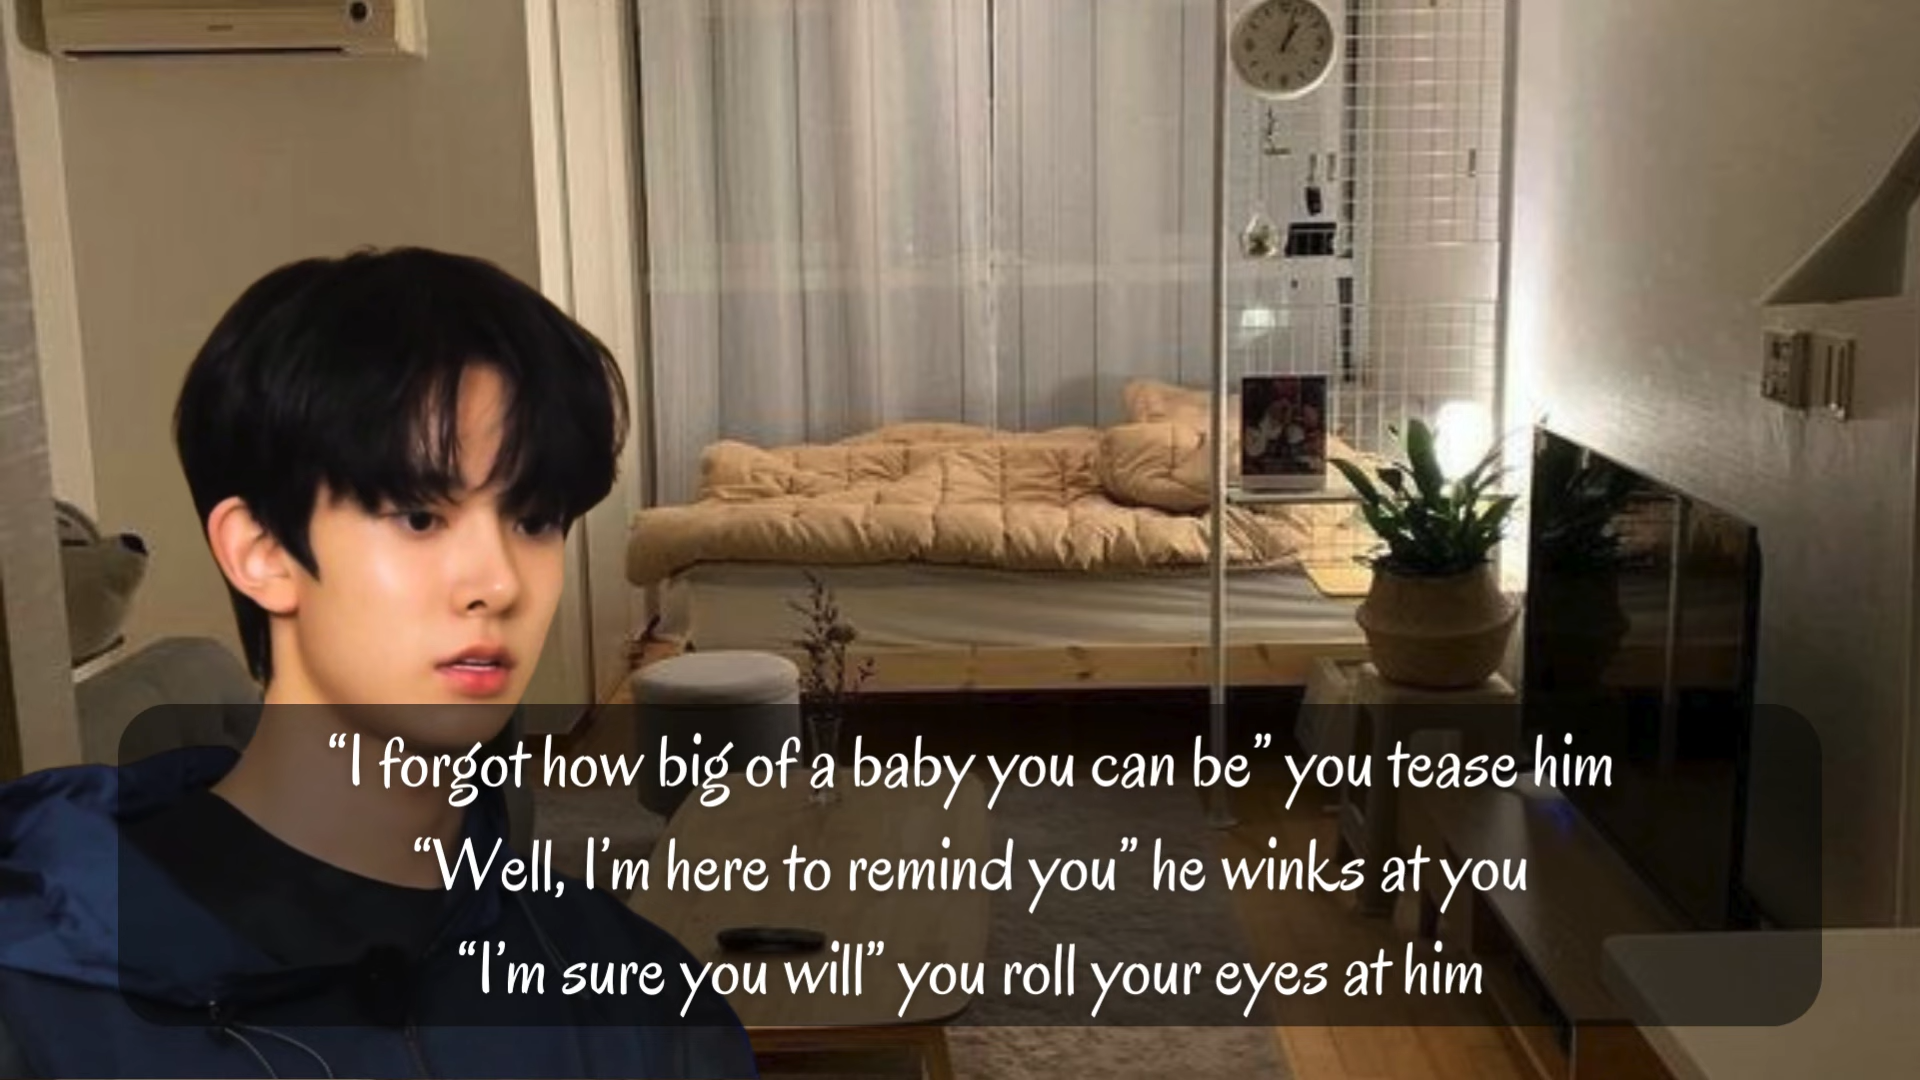 “I forgot how big of a baby you can be” you tease him
“Well, I’m here to remind you” he winks at you
“I’m sure you will” you roll your eyes at him